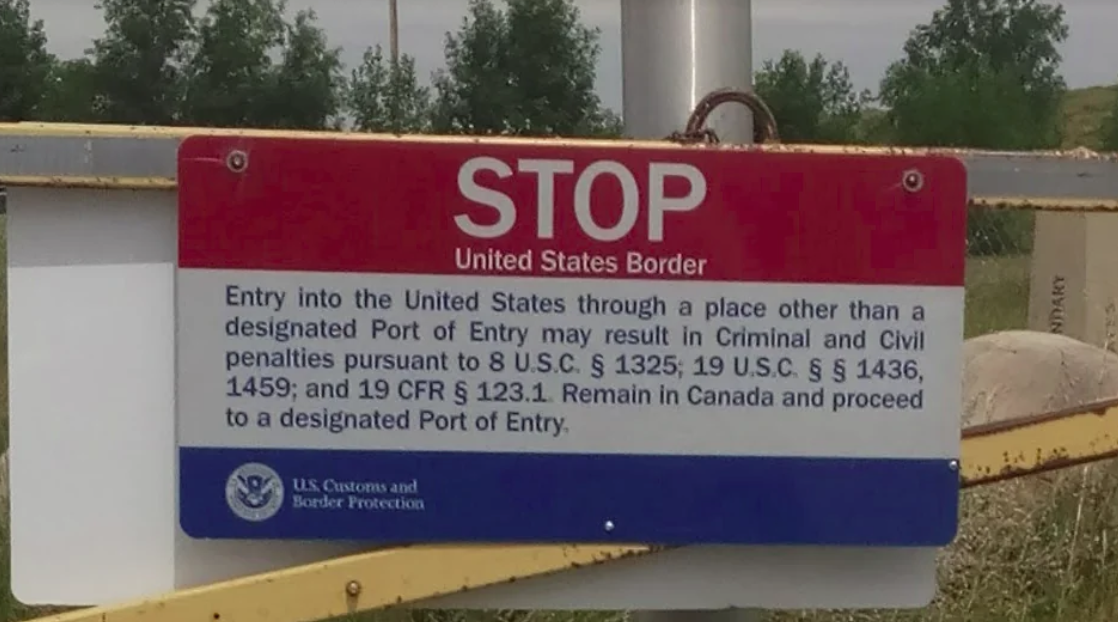 STOP
United States Border
Entry into the United States through a place other than a
designated Port of Entry may result in Criminal and Civil
penalties pursuant to 8 U.S.C. § 1325; 19 U.S.C. § § 1436,
1459; and 19 CFR § 123.1. Remain in Canada and proceed
to a designated Port of Entry.
U.S. Customs and
Border Protection